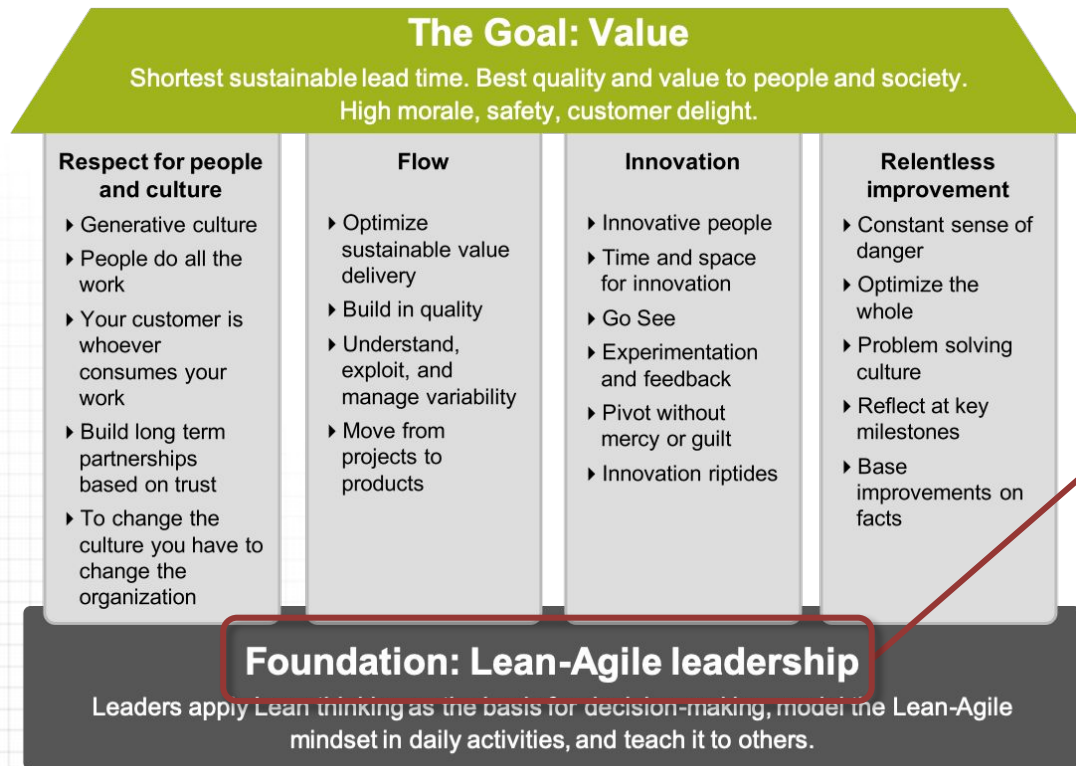 The Goal: Value
Shortest sustainable lead time. Best quality and value to people and society.
High morale, safety, customer delight.
Respect for people
and culture
Generative culture
People do all the
work
Your customer is
whoever
consumes your
work
Build long term
partnerships
based on trust
To change the
culture you have to
change the
organization
Flow
Optimize
sustainable value
delivery
Build in quality
Understand,
exploit, and
manage variability
Move from
projects to
products
Innovation
Innovative people
Time and space
for innovation
Go See
Experimentation
and feedback
Pivot without
mercy or guilt
Innovation riptides
Relentless
improvement
Constant sense of
danger
Optimize the
whole
Problem solving
culture
Reflect at key
milestones
Base
improvements on
facts
Foundation: Lean-Agile leadership
Leaders apply Lean thinking as the basis for decision-making, model the Lean-Agile
mindset in daily activities, and teach it to others.